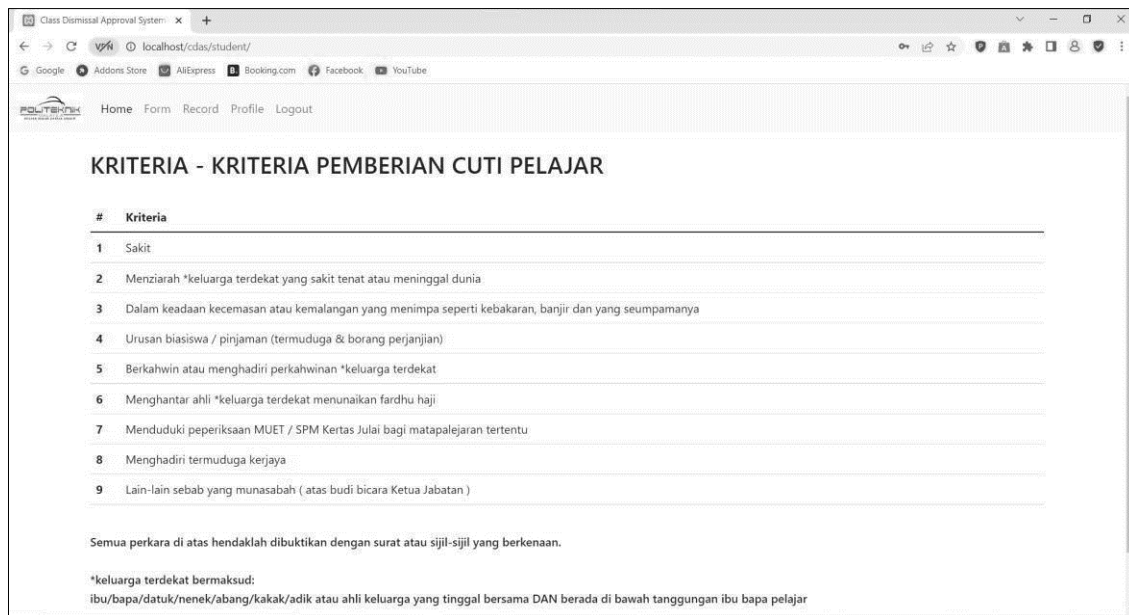 Class Dismissal Approval System
VPN localhost/cdas/student/
Google Addons Store AliExpress B. Booking.com Facebook YouTube
POLITEKNIK Home Form Record Profile Logout
KRITERIA - KRITERIA PEMBERIAN CUTI PELAJAR
# Kriteria
1 Sakit
2 Menziarah *keluarga terdekat yang sakit tenat atau meninggal dunia
3 Dalam keadaan kecemasan atau kemalangan yang menimpa seperti kebakaran, banjir dan yang seumpamanya
4 Urusan biasiswa / pinjaman (termuduga & borang perjanjian)
5 Berkahwin atau menghadiri perkahwinan *keluarga terdekat
6 Menghantar ahli *keluarga terdekat menunaikan fardhu haji
7 Menduduki peperiksaan MUET / SPM Kertas Julai bagi matapalejaran tertentu
8 Menghadiri termuduga kerjaya
9 Lain-lain sebab yang munasabah ( atas budi bicara Ketua Jabatan )
Semua perkara di atas hendaklah dibuktikan dengan surat atau sijil-sijil yang berkenaan.
*keluarga terdekat bermaksud:
ibu/bapa/datuk/nenek/abang/kakak/adik atau ahli keluarga yang tinggal bersama DAN berada di bawah tanggungan ibu bapa pelajar